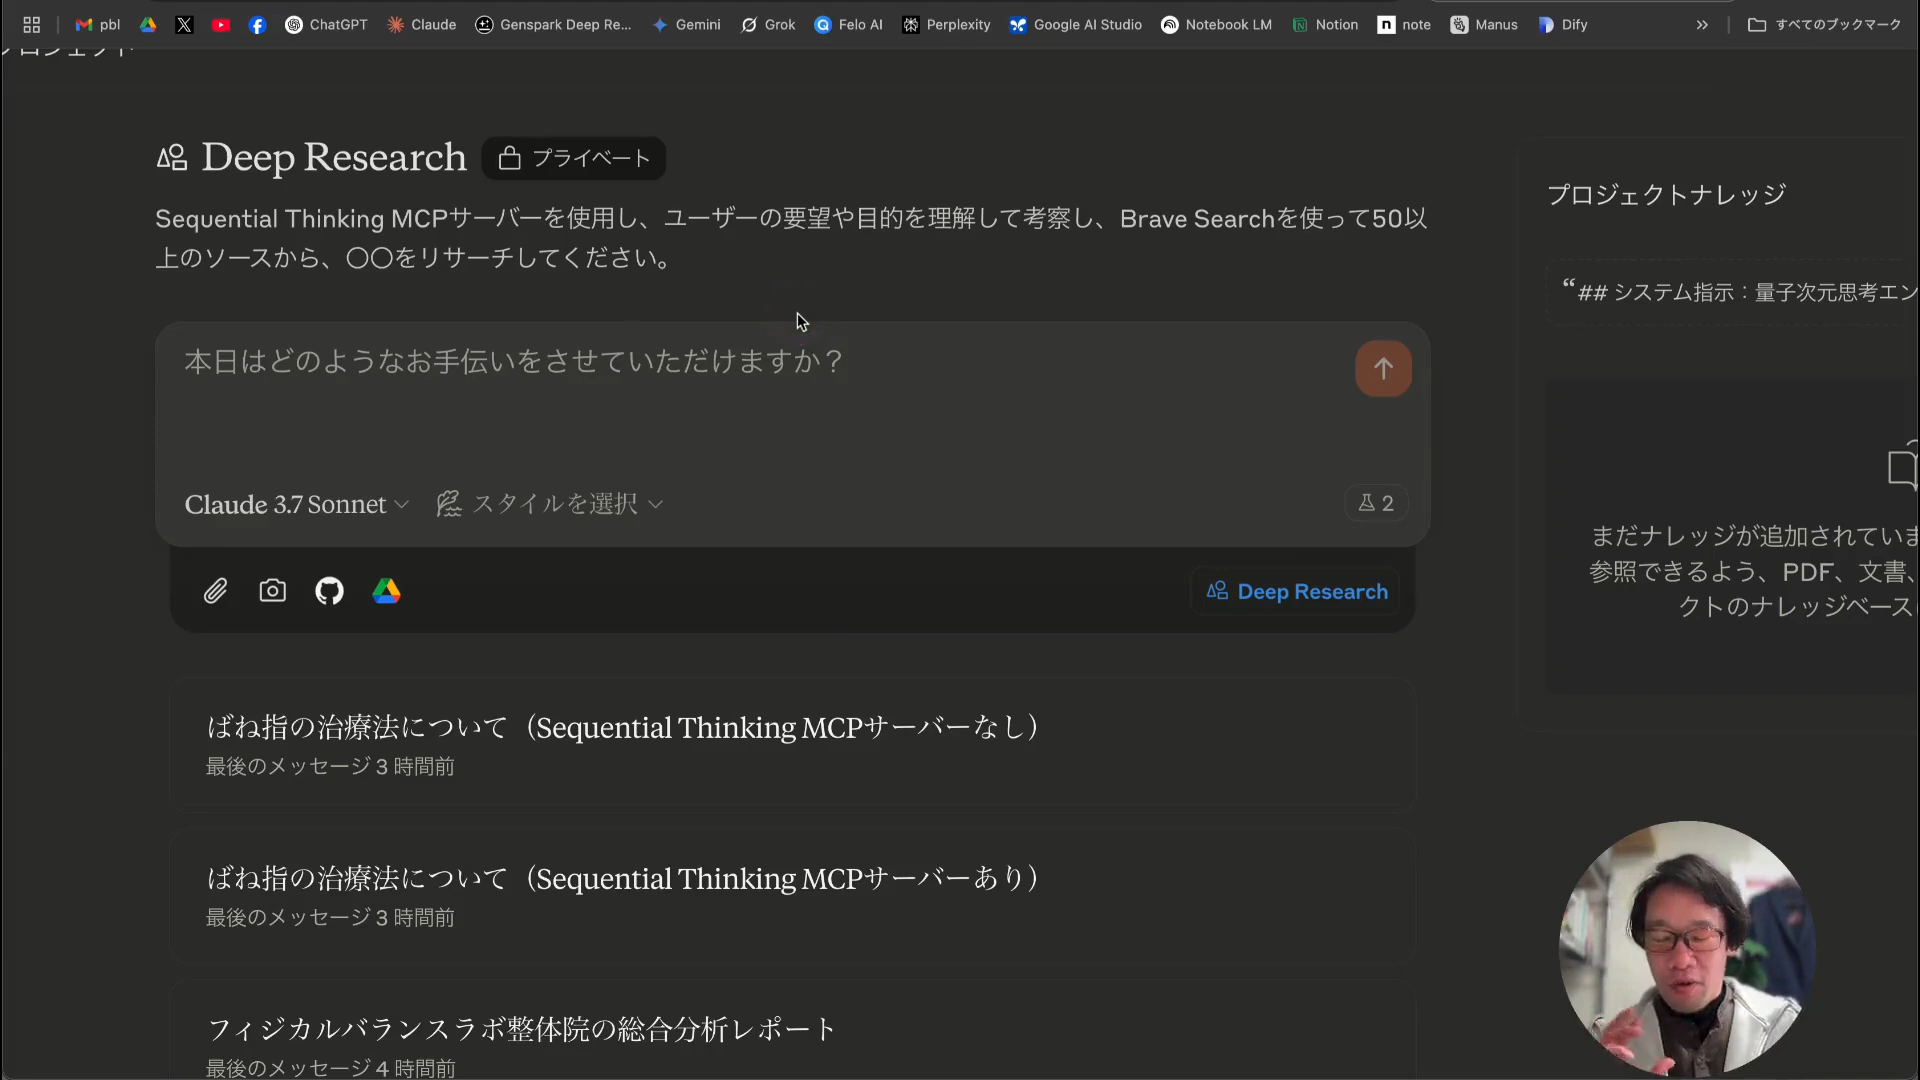 pbl
ChatGPT
Claude
Genspark Deep Re...
Gemini
Grok
Felo AI
Perplexity
Google AI Studio
Notebook LM
Notion
note
Manus
Dify
すべてのブックマーク
プロジェクト
Deep Research
プライベート
Sequential Thinking MCPサーバーを使用し、ユーザーの要望や目的を理解して考察し、Brave Searchを使って50以
上のソースから、〇〇をリサーチしてください。
本日はどのようなお手伝いをさせていただけますか？
Claude 3.7 Sonnet
スタイルを選択
2
Deep Research
ばね指の治療法について（Sequential Thinking MCPサーバーなし）
最後のメッセージ 3 時間前
ばね指の治療法について（Sequential Thinking MCPサーバーあり）
最後のメッセージ 3 時間前
フィジカルバランスラボ整体院の総合分析レポート
最後のメッセージ 4 時間前
プロジェクトナレッジ
“## システム指示：量子次元思考エン
まだナレッジが追加されていま
参照できるよう、PDF、文書、
クトのナレッジベース